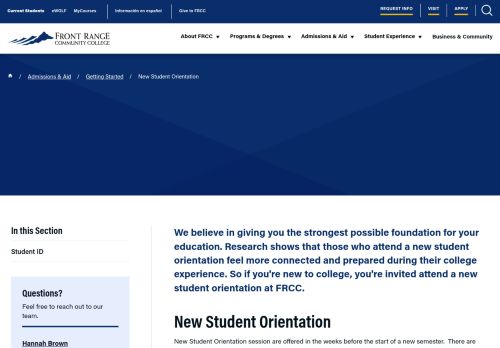 Current Students eWOLF MyCourses Información en español Give to FRCC REQUEST INFO VISIT APPLY
FRONT RANGE
COMMUNITY COLLEGE
About FRCC Programs & Degrees Admissions & Aid Student Experience Business & Community
/ Admissions & Aid / Getting Started / New Student Orientation
In this Section
Student ID
Questions?
Feel free to reach out to our
team.
Hannah Brown
We believe in giving you the strongest possible foundation for your
education. Research shows that those who attend a new student
orientation feel more connected and prepared during their college
experience. So if you're new to college, you're invited attend a new
student orientation at FRCC.
New Student Orientation
New Student Orientation session are offered in the weeks before the start of a new semester. There are